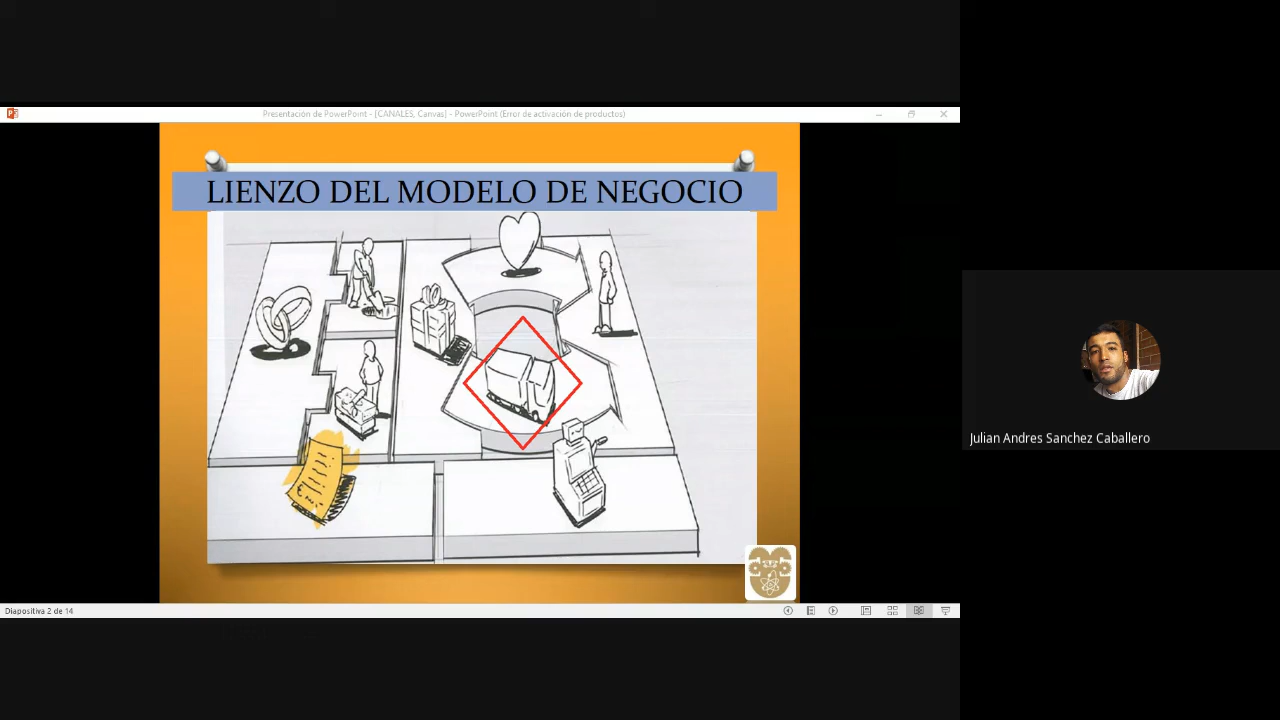 Presentación de PowerPoint - [CANALES, Canvas] - PowerPoint (Error de activación de productos)
LIENZO DEL MODELO DE NEGOCIO
Julian Andres Sanchez Caballero
Diapositiva 2 de 14